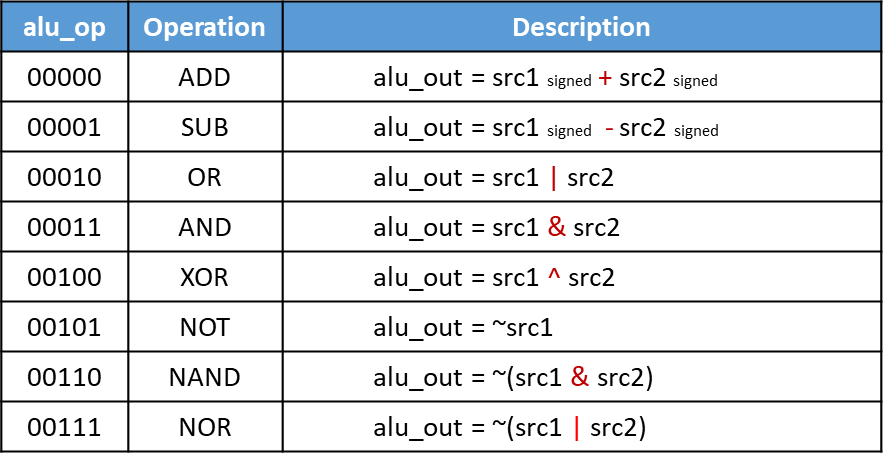 alu_op Operation Description
00000 ADD alu_out = src1 signed + src2 signed
00001 SUB alu_out = src1 signed - src2 signed
00010 OR alu_out = src1 | src2
00011 AND alu_out = src1 & src2
00100 XOR alu_out = src1 ^ src2
00101 NOT alu_out = ~src1
00110 NAND alu_out = ~(src1 & src2)
00111 NOR alu_out = ~(src1 | src2)